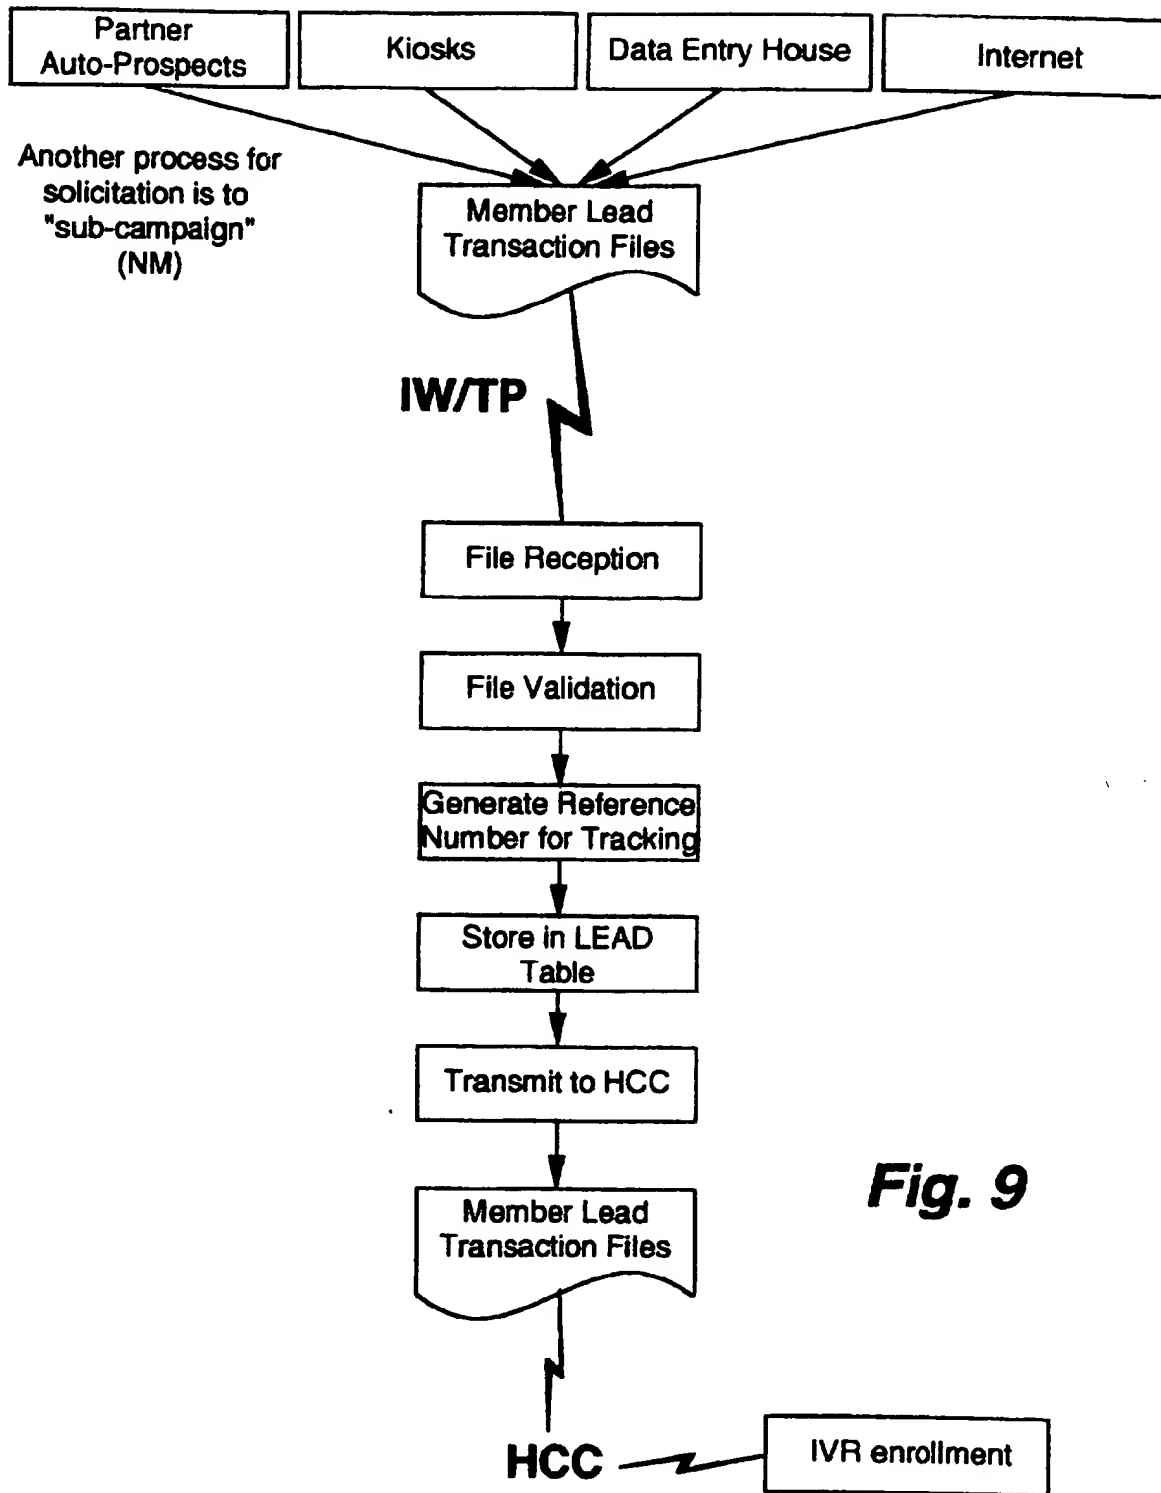 Partner
Auto-Prospects
Kiosks
Data Entry House
Internet
Another process for
solicitation is to
"sub-campaign"
(NM)
Member Lead
Transaction Files
IW/TP
File Reception
File Validation
Generate Reference
Number for Tracking
Store in LEAD
Table
Transmit to HCC
Member Lead
Transaction Files
Fig. 9
HCC
IVR enrollment